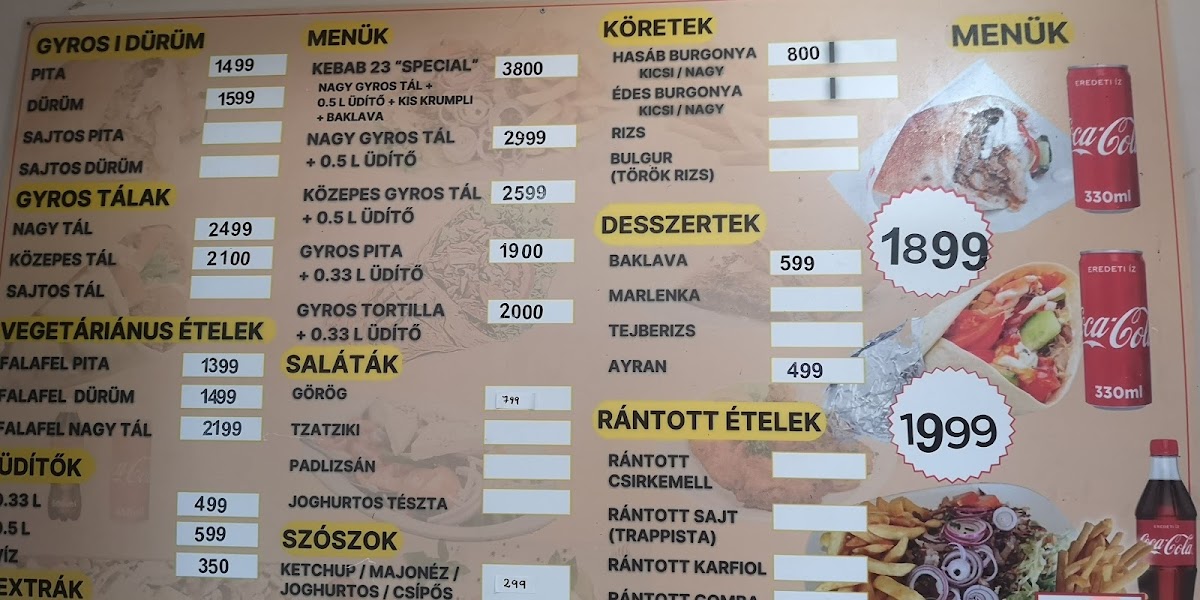 GYROS I DÜRÜM
PITA 1499
DÜRÜM 1599
SAJTOS PITA
SAJTOS DÜRÜM
GYROS TÁLAK
NAGY TÁL 2499
KÖZEPES TÁL 2100
SAJTOS TÁL
VEGETÁRIÁNUS ÉTELEK
FALAFEL PITA 1399
FALAFEL DÜRÜM 1499
FALAFEL NAGY TÁL 2199
ÜDÍTŐK
0.33 L 499
0.5 L 599
VÍZ 350
EXTRÁK
MENÜK
KEBAB 23 "SPECIAL" 3800
NAGY GYROS TÁL +
0.5 L ÜDÍTŐ + KIS KRUMPLI
+ BAKLAVA
NAGY GYROS TÁL 2999
+ 0.5 L ÜDÍTŐ
KÖZEPES GYROS TÁL 2599
+ 0.5 L ÜDÍTŐ
GYROS PITA 1900
+ 0.33 L ÜDÍTŐ
GYROS TORTILLA 2000
+ 0.33 L ÜDÍTŐ
SALÁTÁK
GÖRÖG 799
TZATZIKI
PADLIZSÁN
JOGHURTOS TÉSZTA
SZÓSZOK
KETCHUP / MAJONÉZ / 299
JOGHURTOS / CSÍPŐS
KÖRETEK
HASÁB BURGONYA 800
KICSI / NAGY
ÉDES BURGONYA
KICSI / NAGY
RIZS
BULGUR
(TÖRÖK RIZS)
DESSZERTEK
BAKLAVA 599
MARLENKA
TEJBERIZS
AYRAN 499
RÁNTOTT ÉTELEK
RÁNTOTT
CSIRKEMELL
RÁNTOTT SAJT
(TRAPPISTA)
RÁNTOTT KARFIOL
RÁNTOTT GOMBA
MENÜK
EREDETI ÍZ
Coca-Cola
330ml
1899
EREDETI ÍZ
Coca-Cola
330ml
1999
EREDETI ÍZ
Coca-Cola